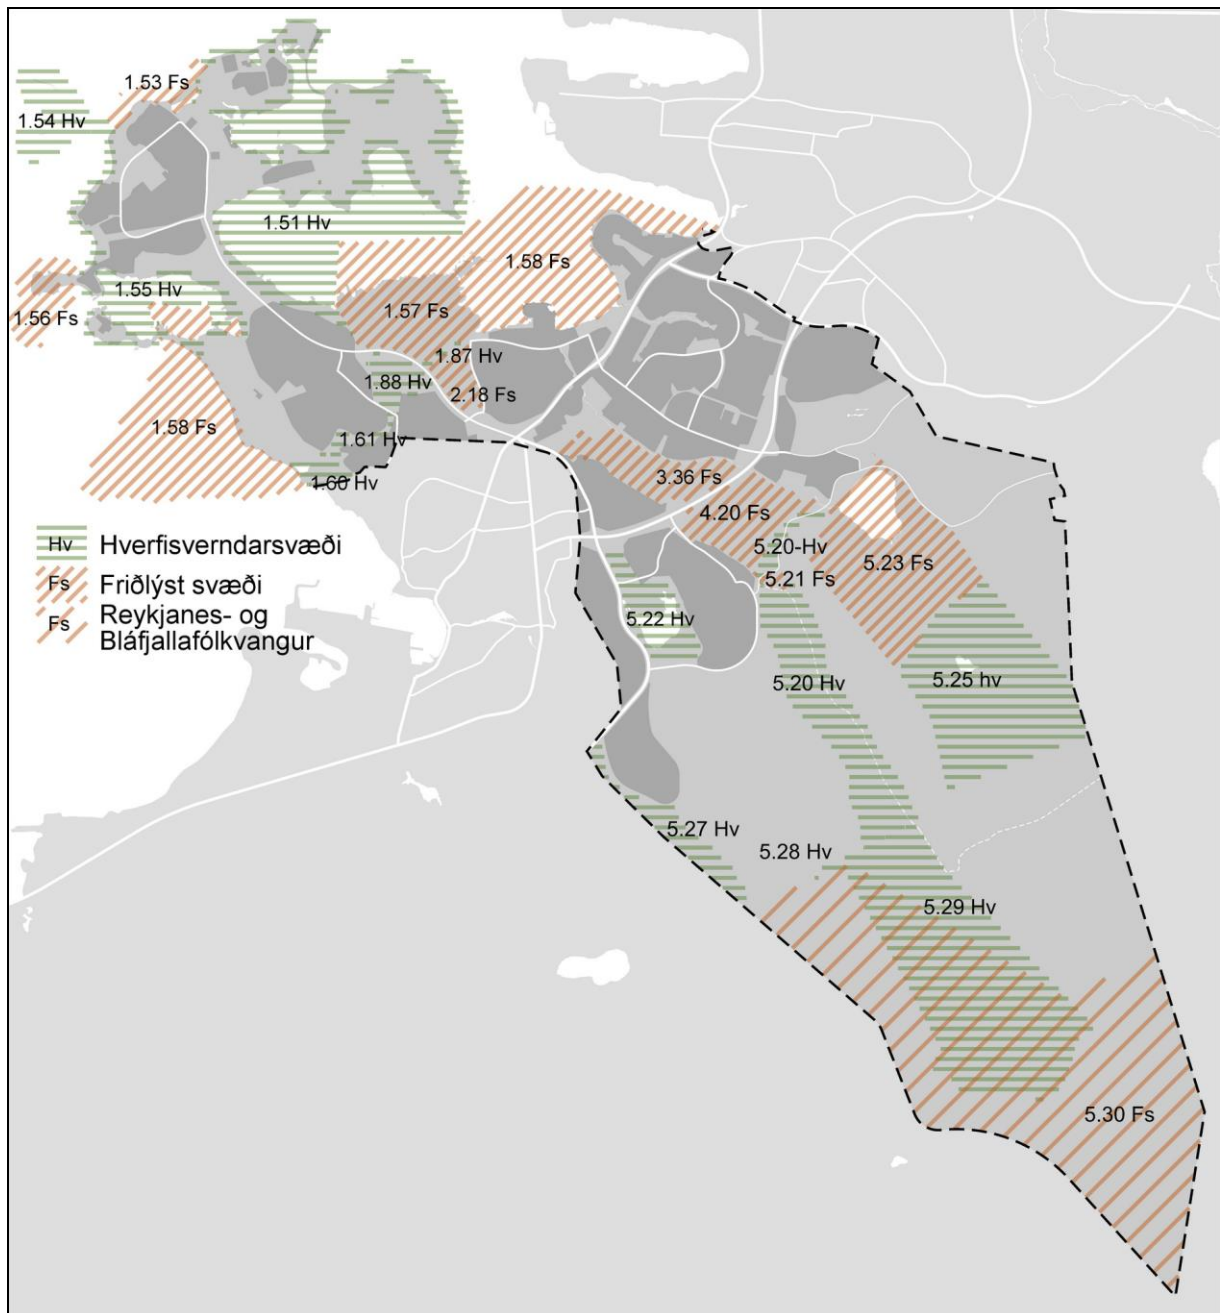 1.53 Fs
1.54 Hv
1.51 Hv
1.58 Fs
1.55 Hv
1.56 Fs
1.57 Fs
1.87 Hv
1.88 Hv
2.18 Fs
1.58 Fs
1.61 Hv
1.60 Hv
3.36 Fs
4.20 Fs
5.20-Hv
5.23 Fs
5.21 Fs
5.22 Hv
5.20 Hv
5.25 hv
Hv Hverfisverndarsvæði
Fs Friðlýst svæði
Fs Reykjanes- og
Bláfjallafólkvangur
5.27 Hv
5.28 Hv
5.29 Hv
5.30 Fs